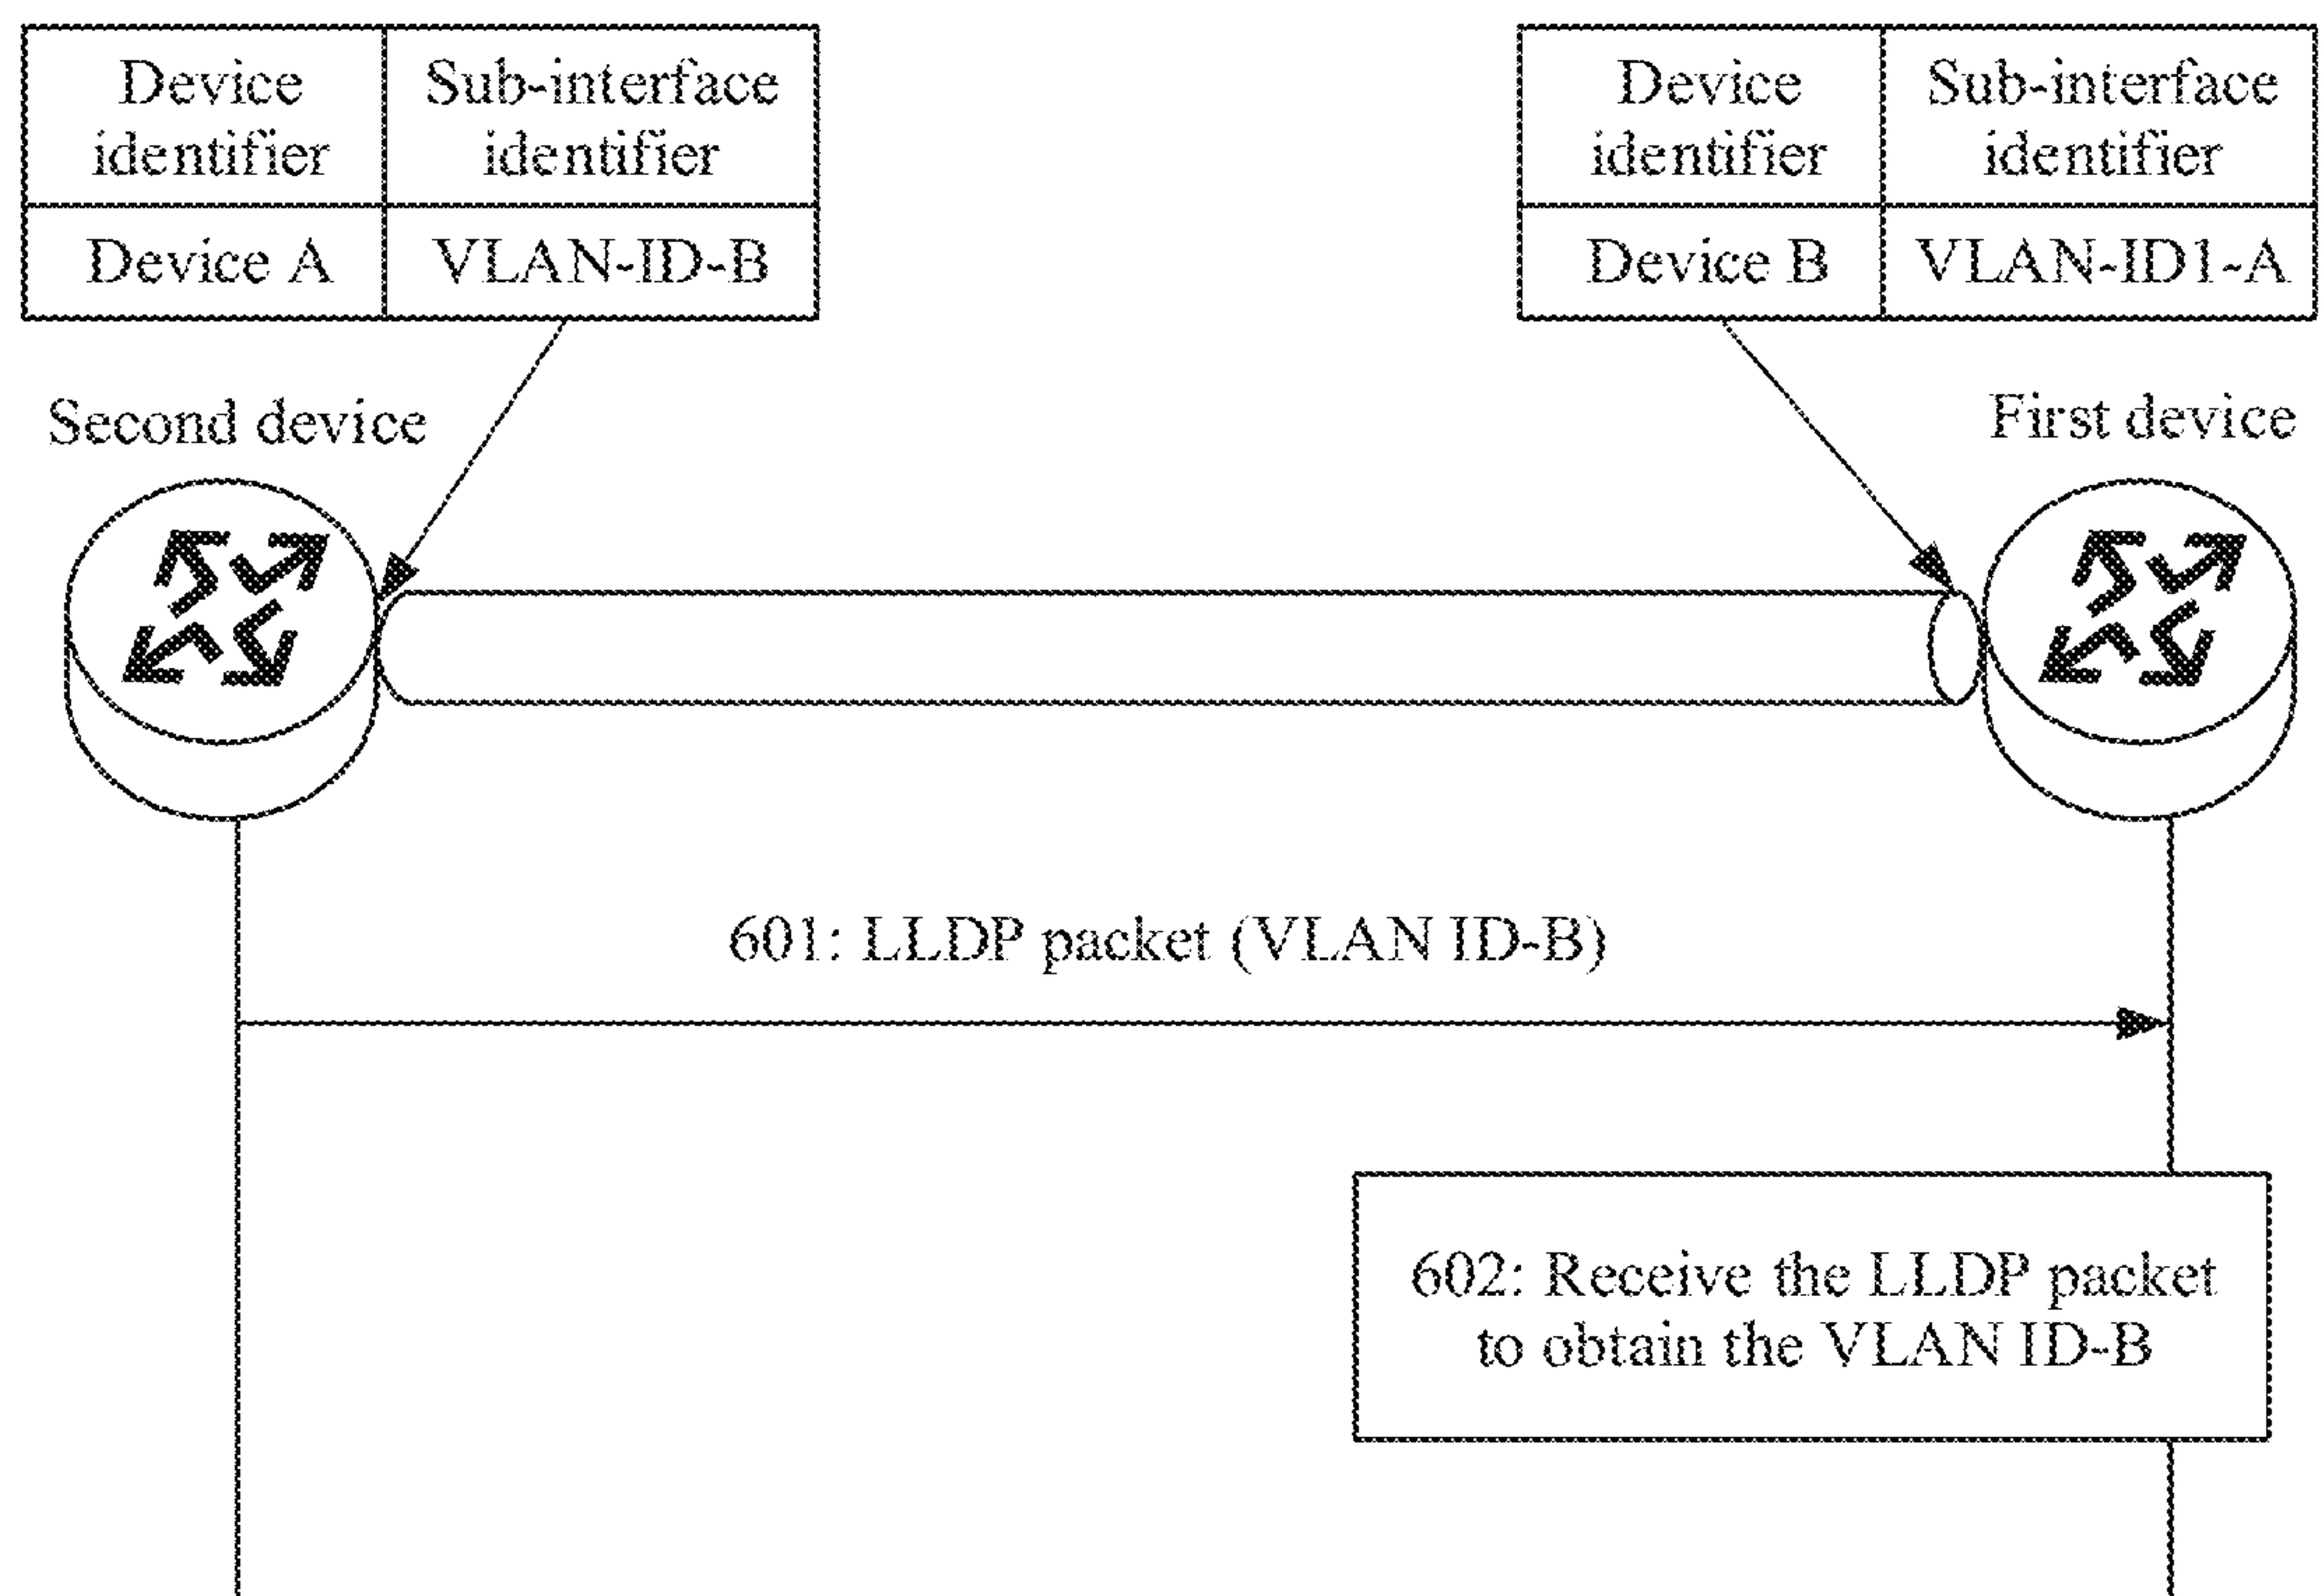 Device identifier
Sub-interface identifier
Device A
VLAN-ID-B
Device identifier
Sub-interface identifier
Device B
VLAN-ID1-A
Second device
First device
601: LLDP packet (VLAN ID-B)
602: Receive the LLDP packet
to obtain the VLAN ID-B